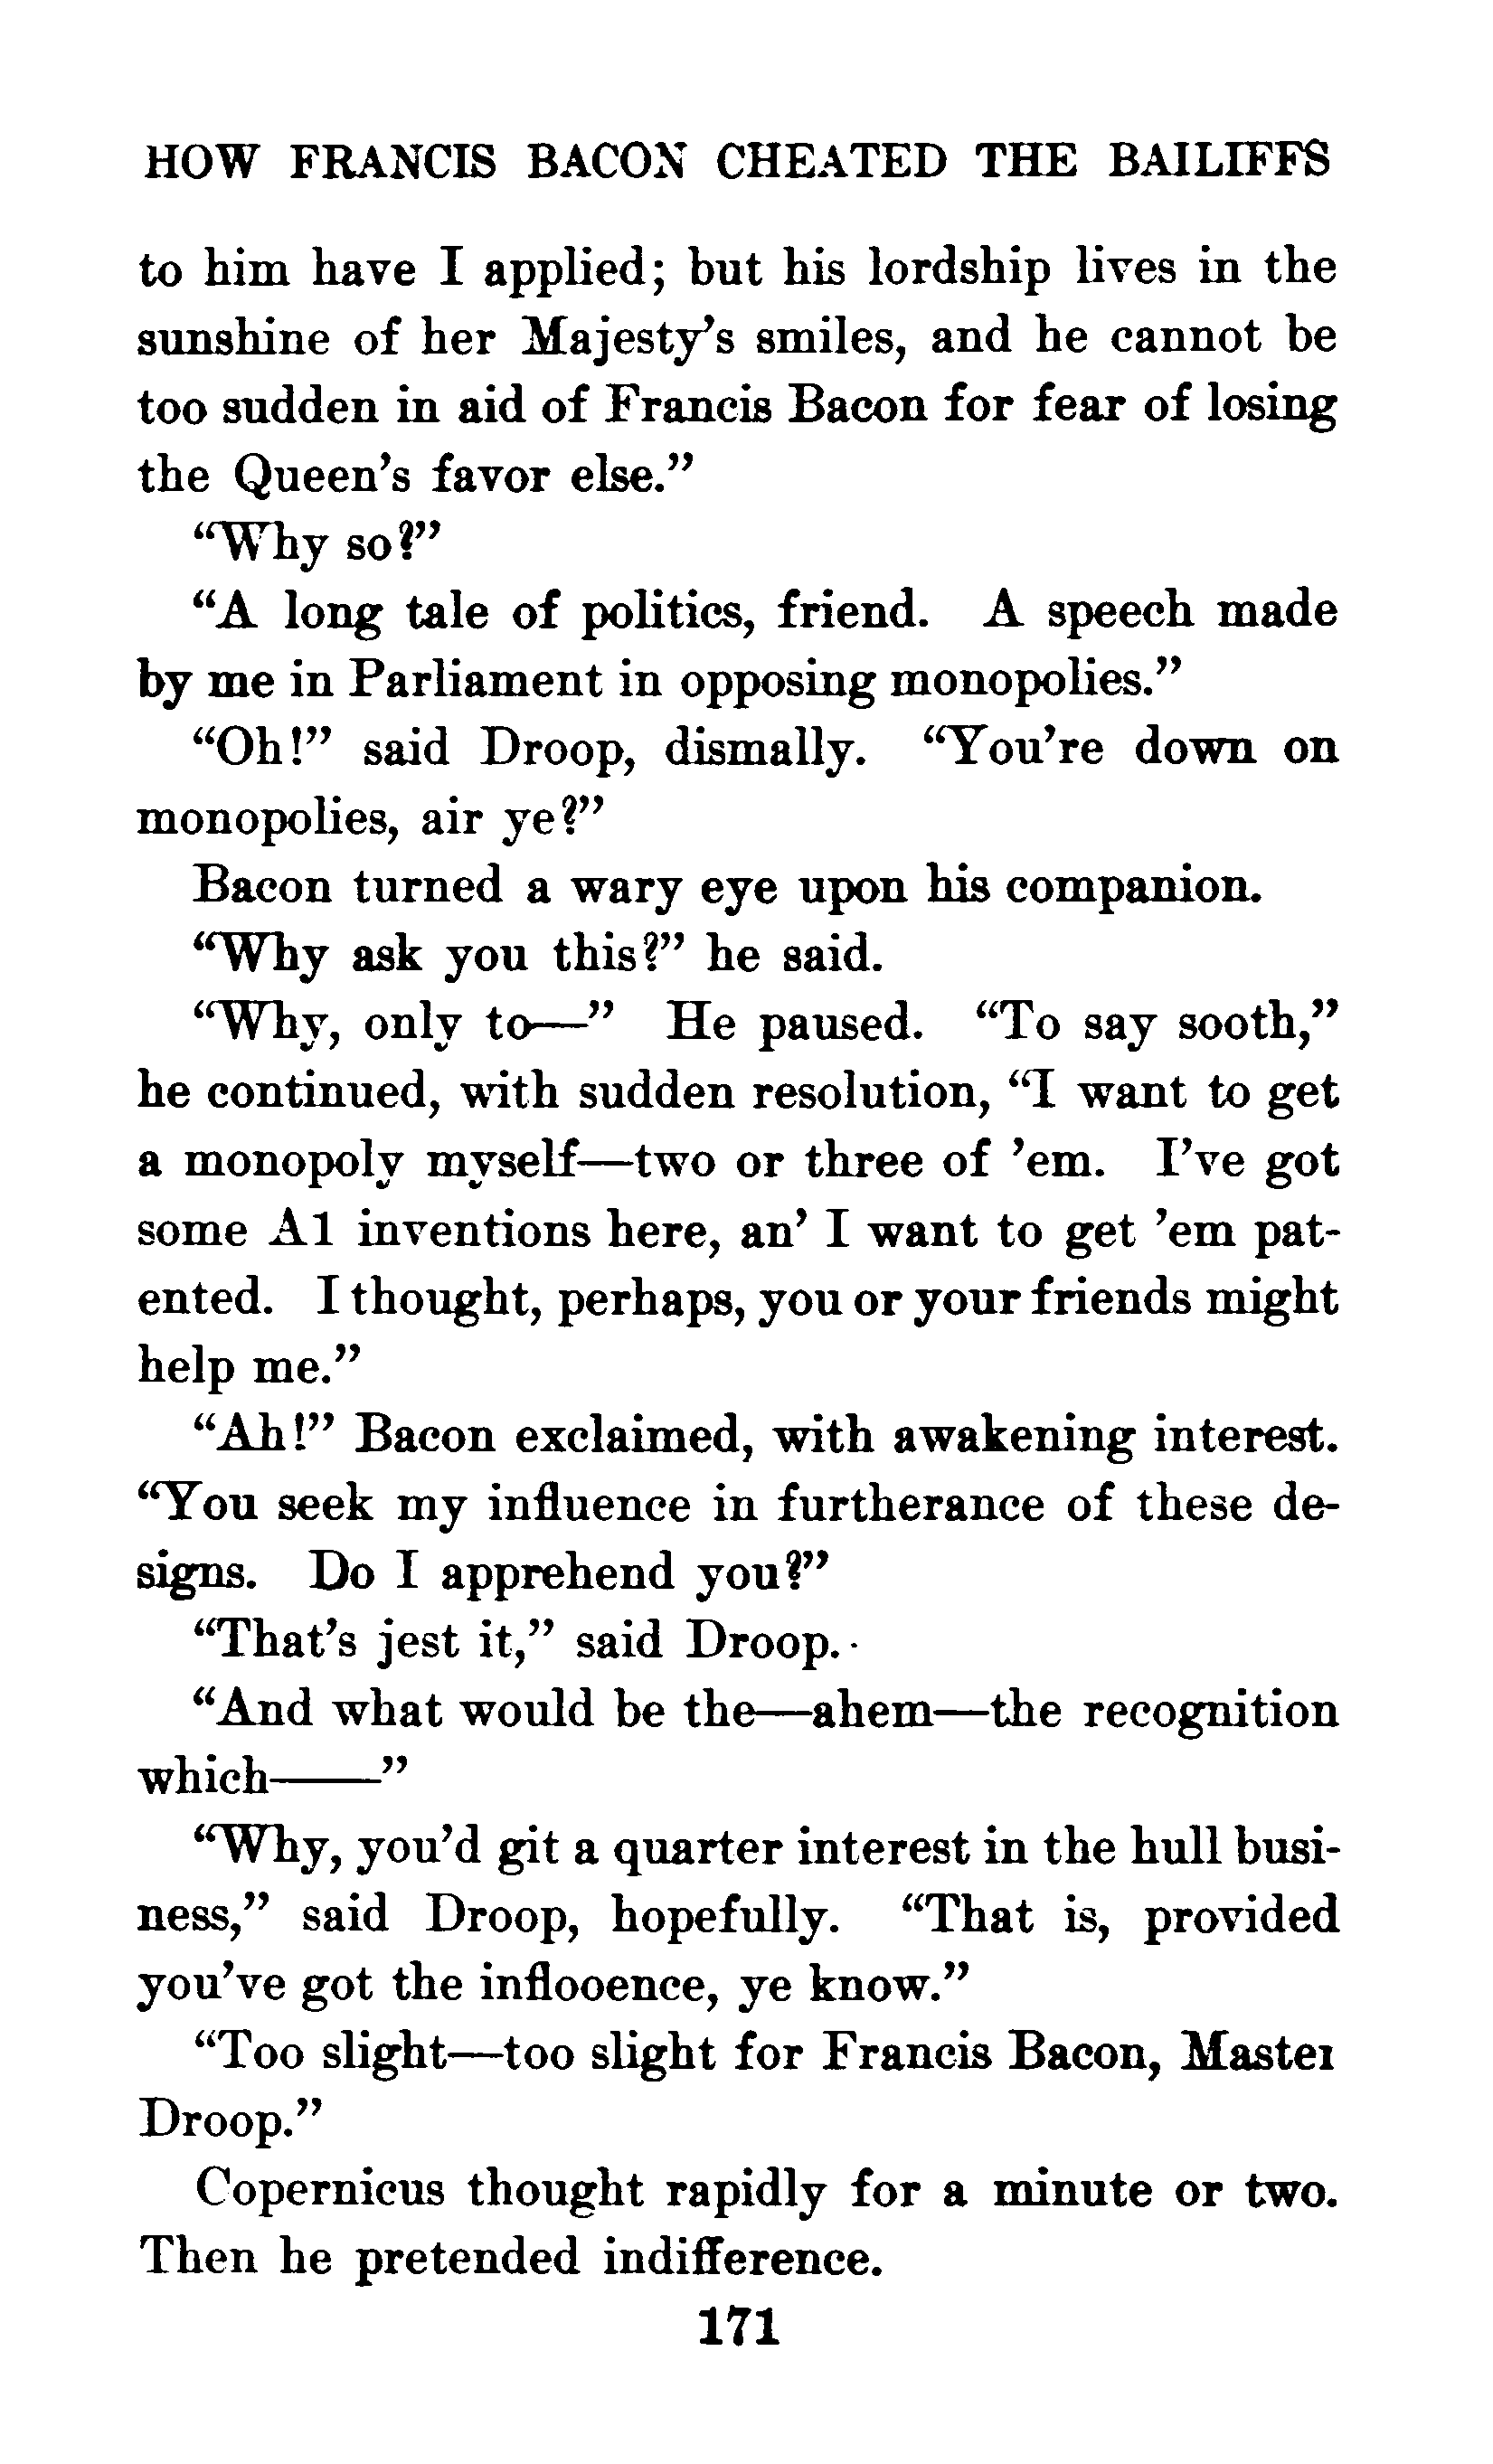 HOW FRANCIS BACON CHEATED THE BAILIFFS
to him have I applied; but his lordship lives in the
sunshine of her Majesty's smiles, and he cannot be
too sudden in aid of Francis Bacon for fear of losing
the Queen's favor else."
"Why so?"
"A long tale of politics, friend. A speech made
by me in Parliament in opposing monopolies."
"Oh!" said Droop, dismally. "You're down on
monopolies, air ye?"
Bacon turned a wary eye upon his companion.
"Why ask you this?" he said.
"Why, only to—" He paused. "To say sooth,"
he continued, with sudden resolution, "I want to get
a monopoly myself—two or three of 'em. I've got
some A1 inventions here, an' I want to get 'em pat-
ented. I thought, perhaps, you or your friends might
help me."
"Ah!" Bacon exclaimed, with awakening interest.
"You seek my influence in furtherance of these de-
signs. Do I apprehend you?"
"That's jest it," said Droop.
"And what would be the—ahem—the recognition
which——"
"Why, you'd git a quarter interest in the hull busi-
ness," said Droop, hopefully. "That is, provided
you've got the inflooence, ye know."
"Too slight—too slight for Francis Bacon, Master
Droop."
Copernicus thought rapidly for a minute or two.
Then he pretended indifference.
171